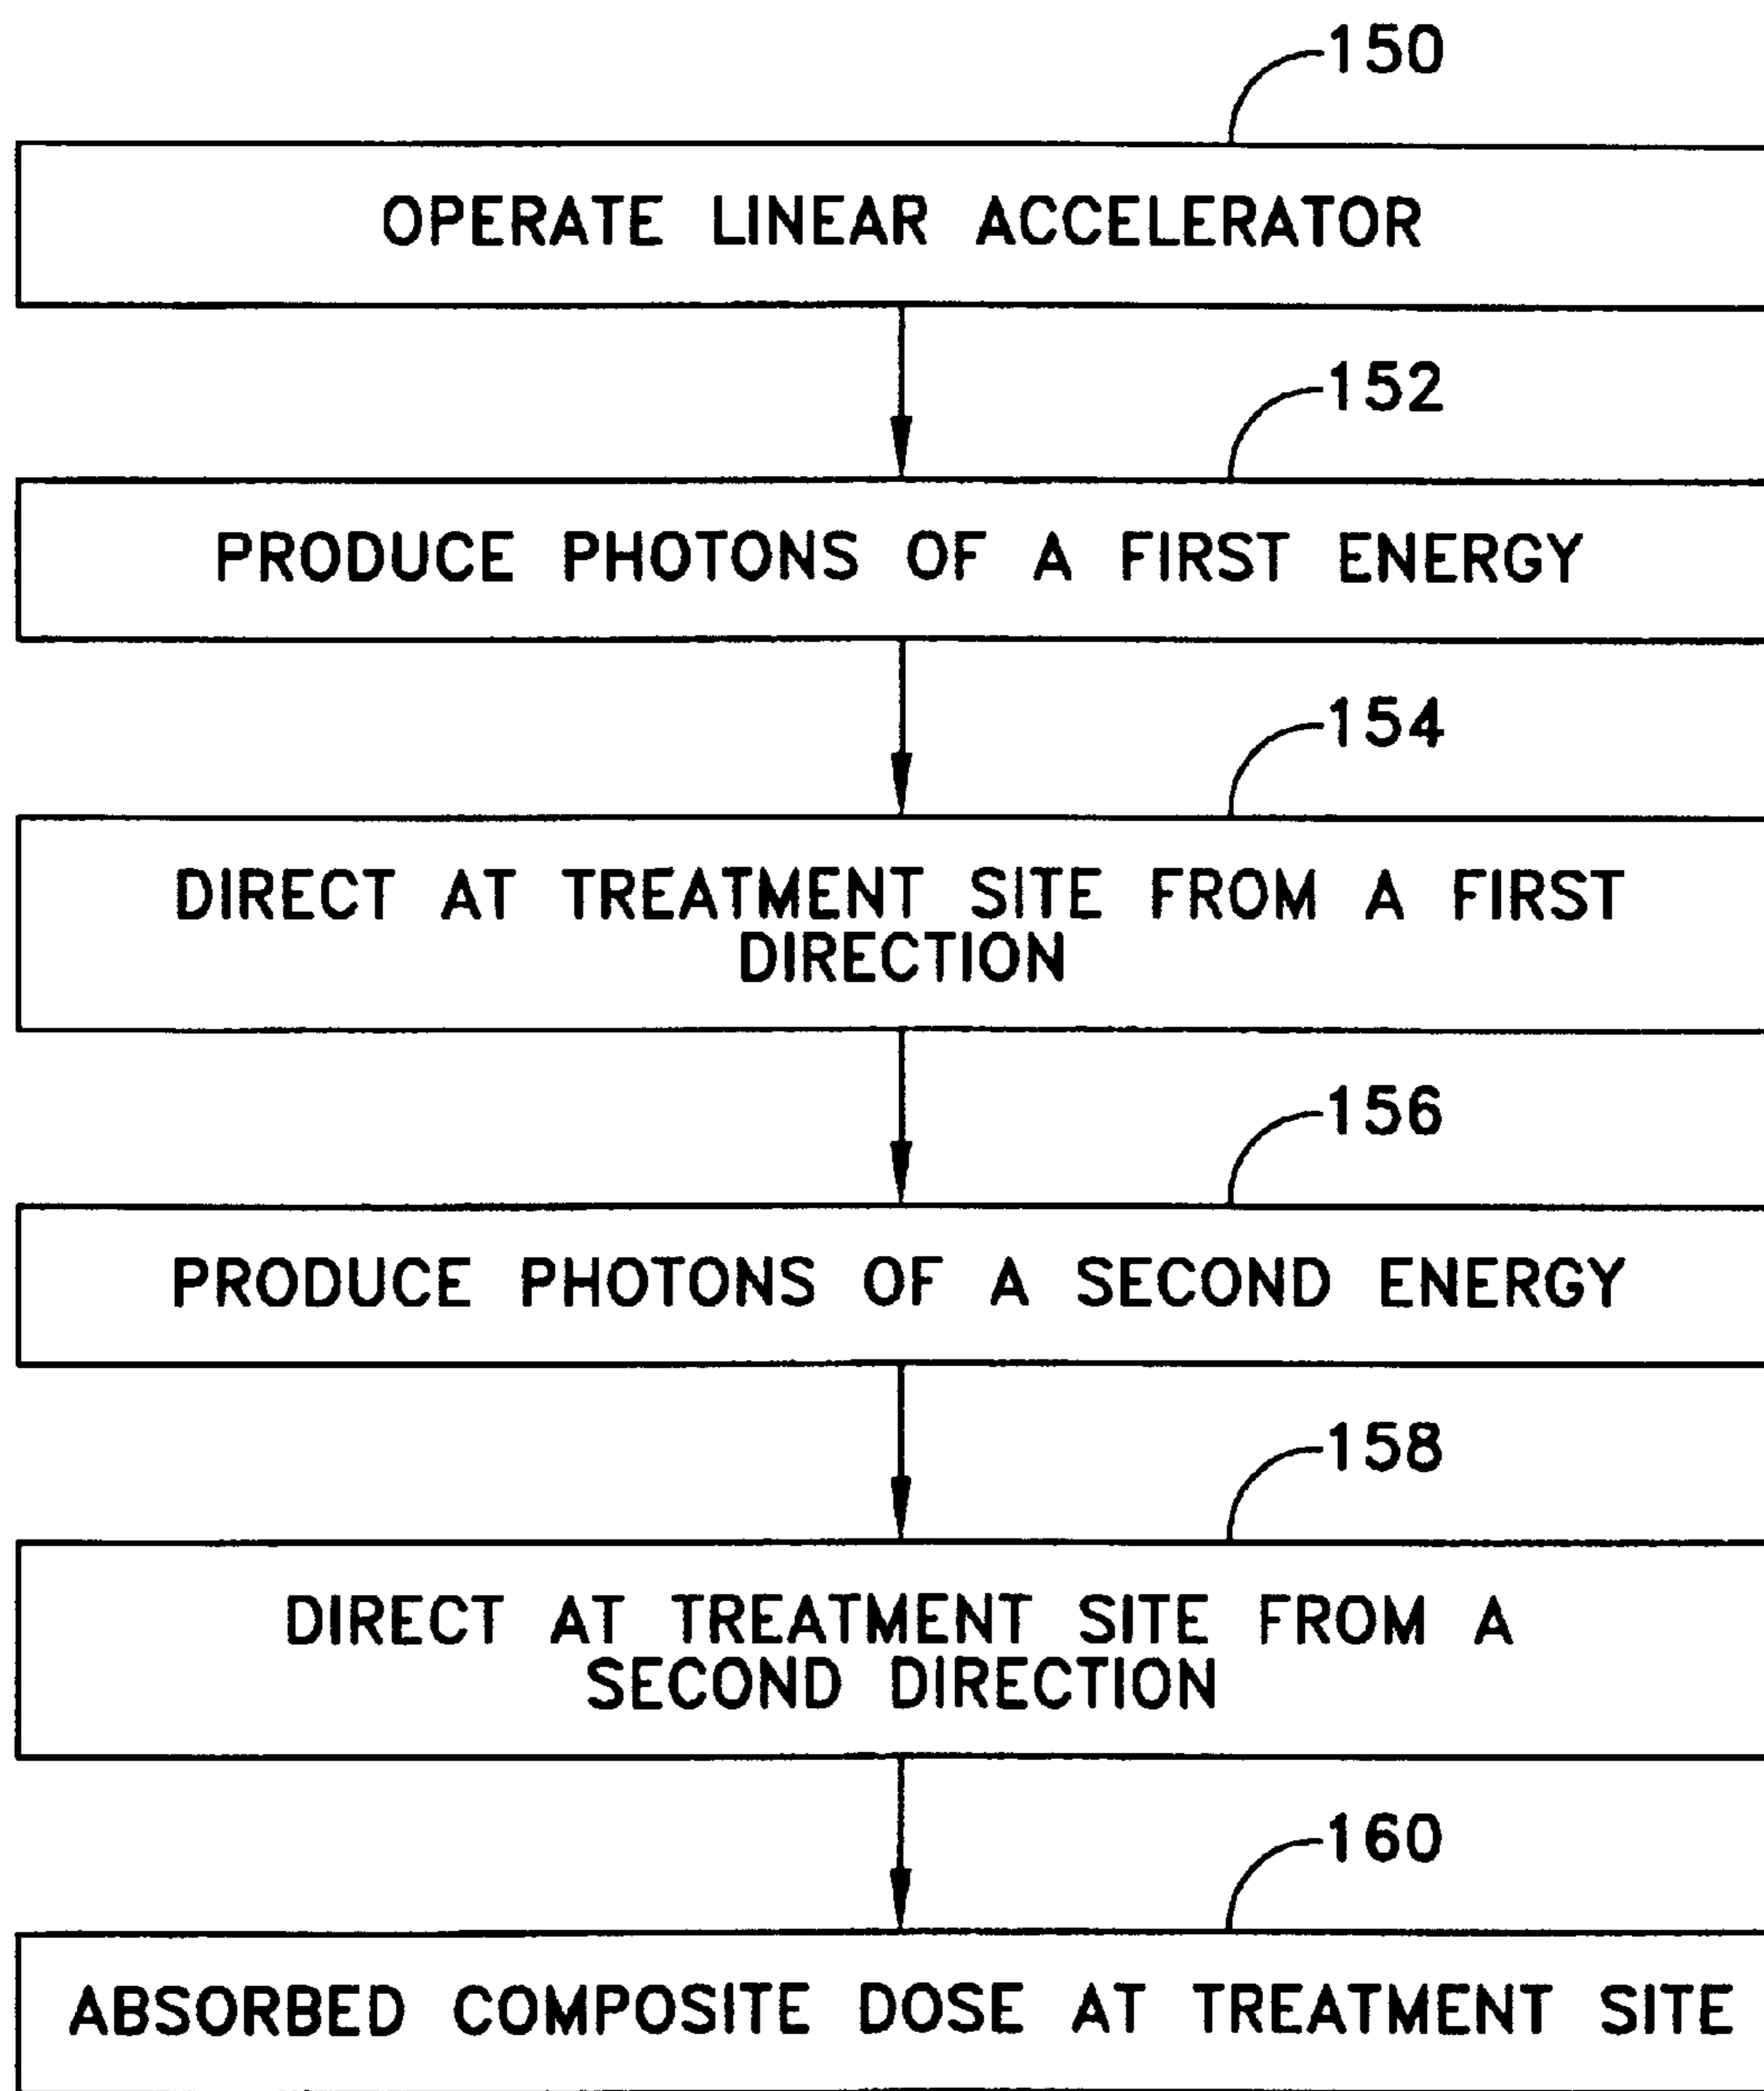 150
OPERATE LINEAR ACCELERATOR
152
PRODUCE PHOTONS OF A FIRST ENERGY
154
DIRECT AT TREATMENT SITE FROM A FIRST
DIRECTION
156
PRODUCE PHOTONS OF A SECOND ENERGY
158
DIRECT AT TREATMENT SITE FROM A
SECOND DIRECTION
160
ABSORBED COMPOSITE DOSE AT TREATMENT SITE